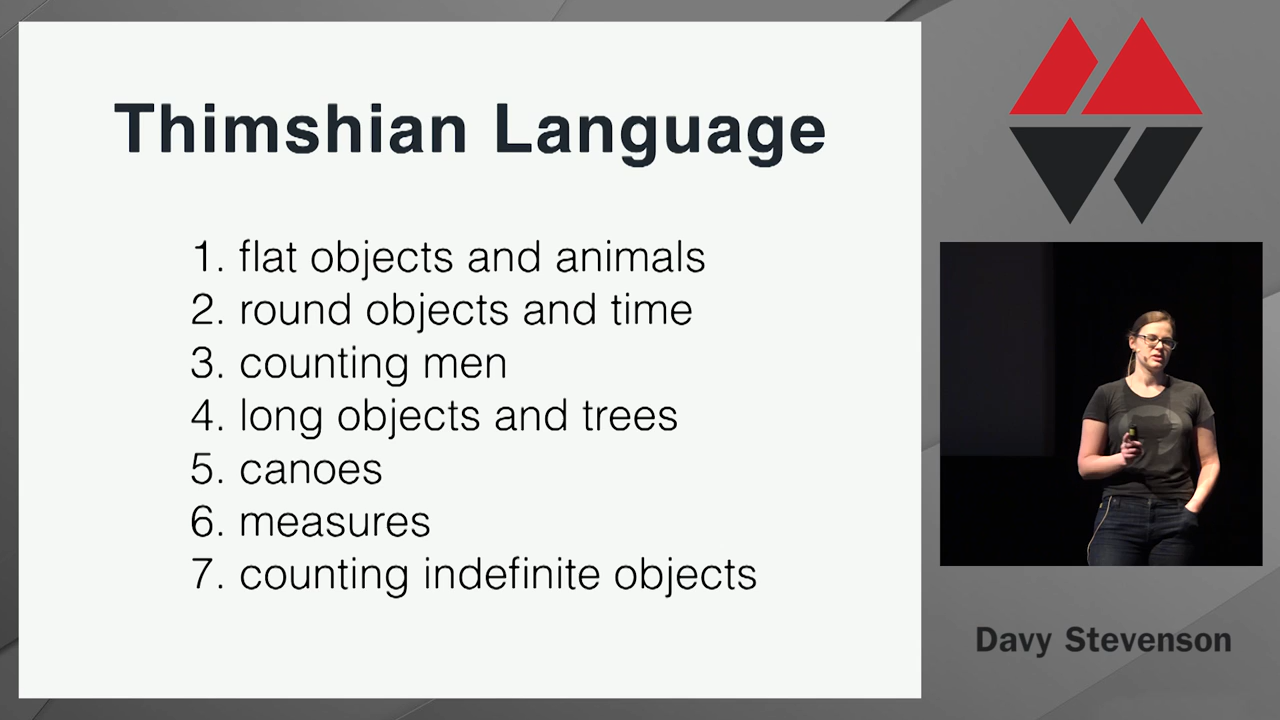 Thimshian Language
1. flat objects and animals
2. round objects and time
3. counting men
4. long objects and trees
5. canoes
6. measures
7. counting indefinite objects
Davy Stevenson